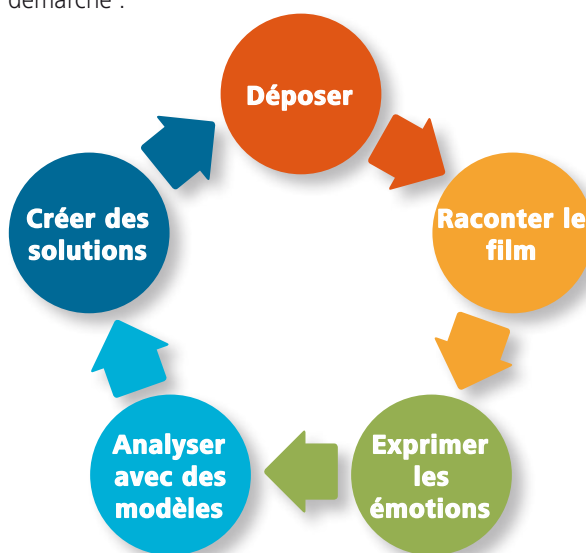 démarche :
Déposer
Raconter le
film
Exprimer
les
émotions
Analyser
avec des
modèles
Créer des
solutions